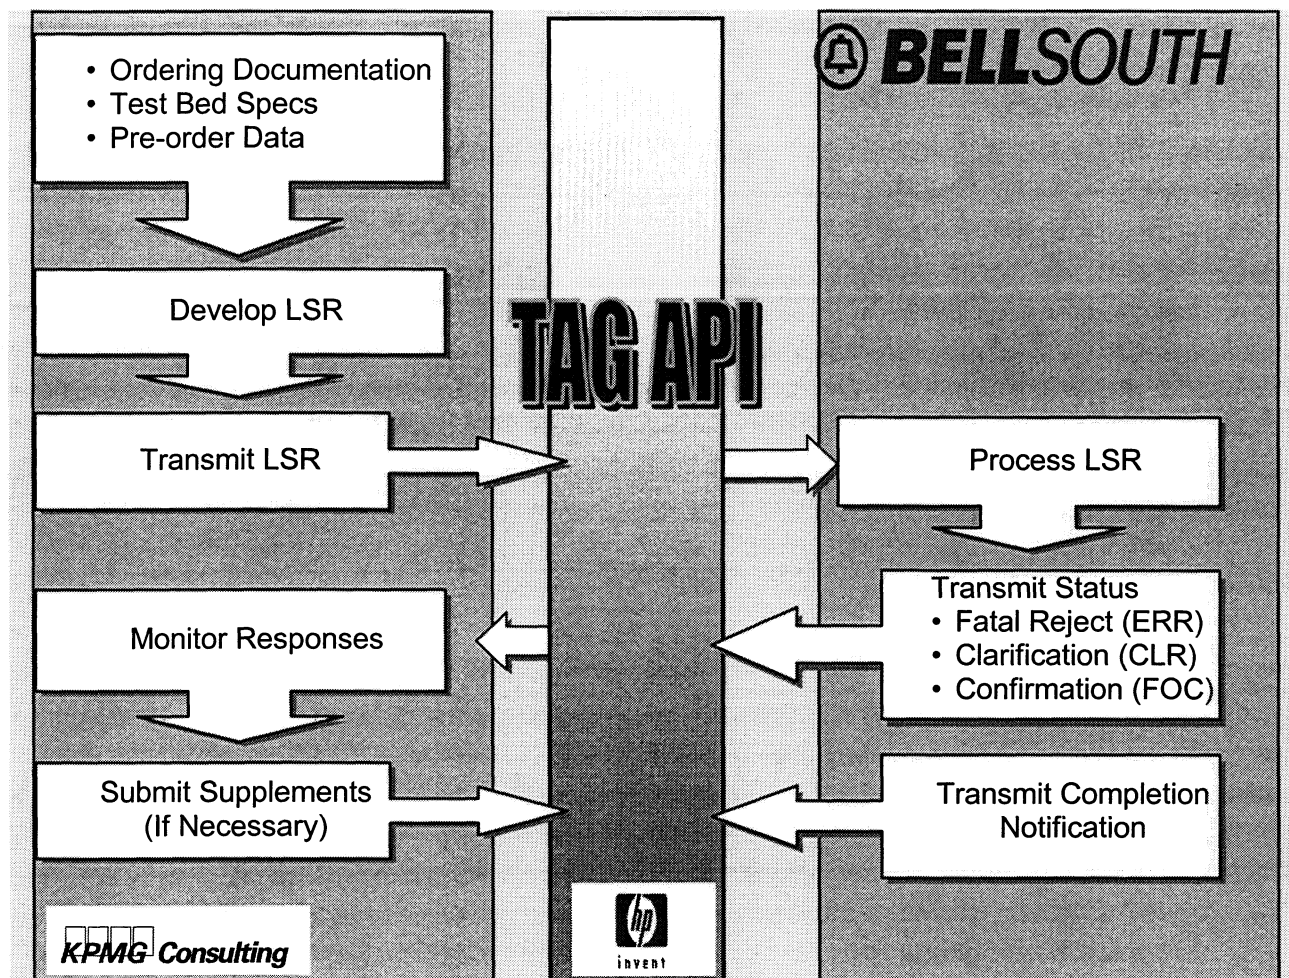 • Ordering Documentation
• Test Bed Specs
• Pre-order Data
Develop LSR
Transmit LSR
Monitor Responses
Submit Supplements
(If Necessary)
KPMG Consulting
TAG API
hp
invent
BELLSOUTH
Process LSR
Transmit Status
• Fatal Reject (ERR)
• Clarification (CLR)
• Confirmation (FOC)
Transmit Completion
Notification